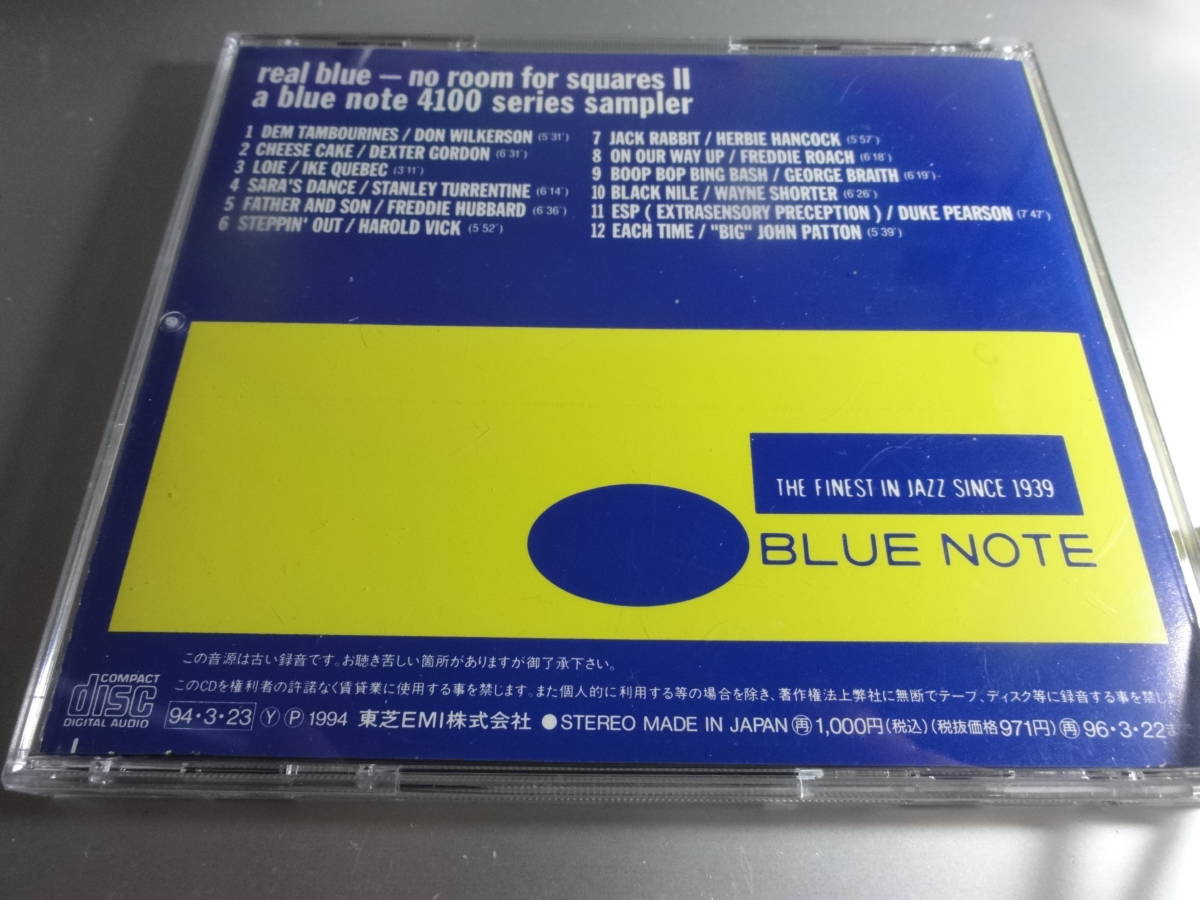 real blue — no room for squares II
a blue note 4100 series sampler
1 DEM TAMBOURINES / DON WILKERSON (5'31")
2 CHEESE CAKE / DEXTER GORDON (6'31")
3 LOIE / IKE QUEBEC (3'11")
4 SARA'S DANCE / STANLEY TURRENTINE (6'14")
5 FATHER AND SON / FREDDIE HUBBARD (6'36")
6 STEPPIN' OUT / HAROLD VICK (5'52")
7 JACK RABBIT / HERBIE HANCOCK (5'57")
8 ON OUR WAY UP / FREDDIE ROACH (6'18")
9 BOOP BOP BING BASH / GEORGE BRAITH (6'19")
10 BLACK NILE / WAYNE SHORTER (6'26")
11 ESP ( EXTRASENSORY PRECEPTION ) / DUKE PEARSON (7'47")
12 EACH TIME / "BIG" JOHN PATTON (5'39")
THE FINEST IN JAZZ SINCE 1939
BLUE NOTE
この音源は古い録音です。お聴き苦しい箇所がありますが御了承下さい。
COMPACT
disc
DIGITAL AUDIO
このCDを権利者の許諾なく賃貸業に使用する事を禁じます。また個人的に利用する等の場合を除き、著作権法上弊社に無断でテープ、ディスク等に録音する事を禁じま
94・3・23 Ⓨ Ⓟ 1994 東芝EMI株式会社 ●STEREO MADE IN JAPAN ㊢1,000円(税込)(税抜価格971円) ㊢96・3・22まで